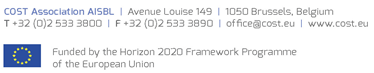 COST Association AISBL | Avenue Louise 149 | 1050 Brussels, Belgium
T +32 (0)2 533 3800 | F +32 (0)2 533 3890 | office@cost.eu | www.cost.eu
Funded by the Horizon 2020 Framework Programme
of the European Union